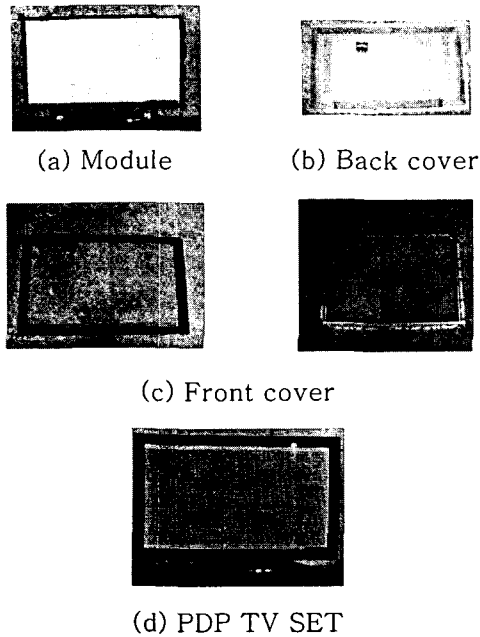 (a) Module
(b) Back cover
(c) Front cover
(d) PDP TV SET